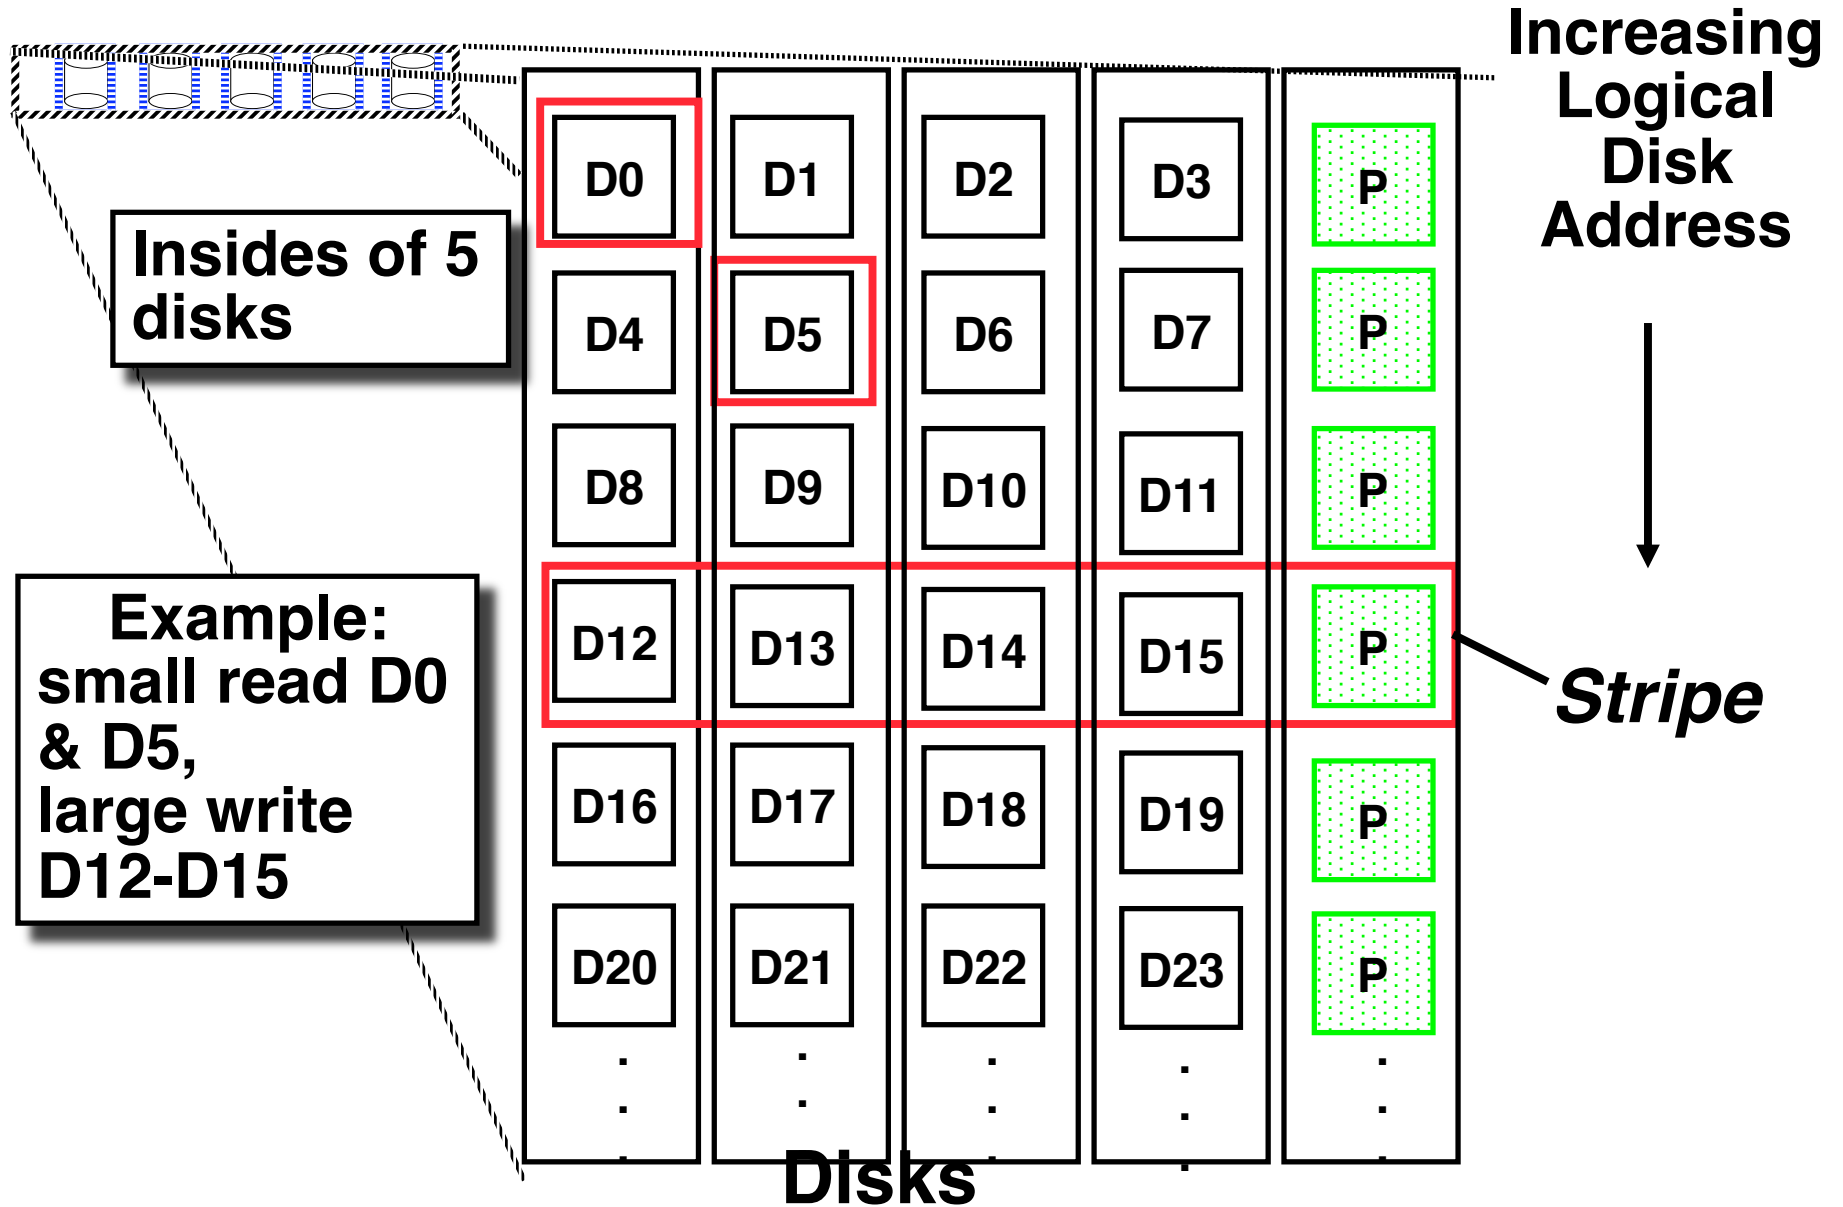 Increasing
Logical
Disk
Address
Insides of 5
disks
D0 D1 D2 D3 P
D4 D5 D6 D7 P
D8 D9 D10 D11 P
D12 D13 D14 D15 P
D16 D17 D18 D19 P
D20 D21 D22 D23 P
Example:
small read D0
& D5,
large write
D12-D15
Stripe
Disks